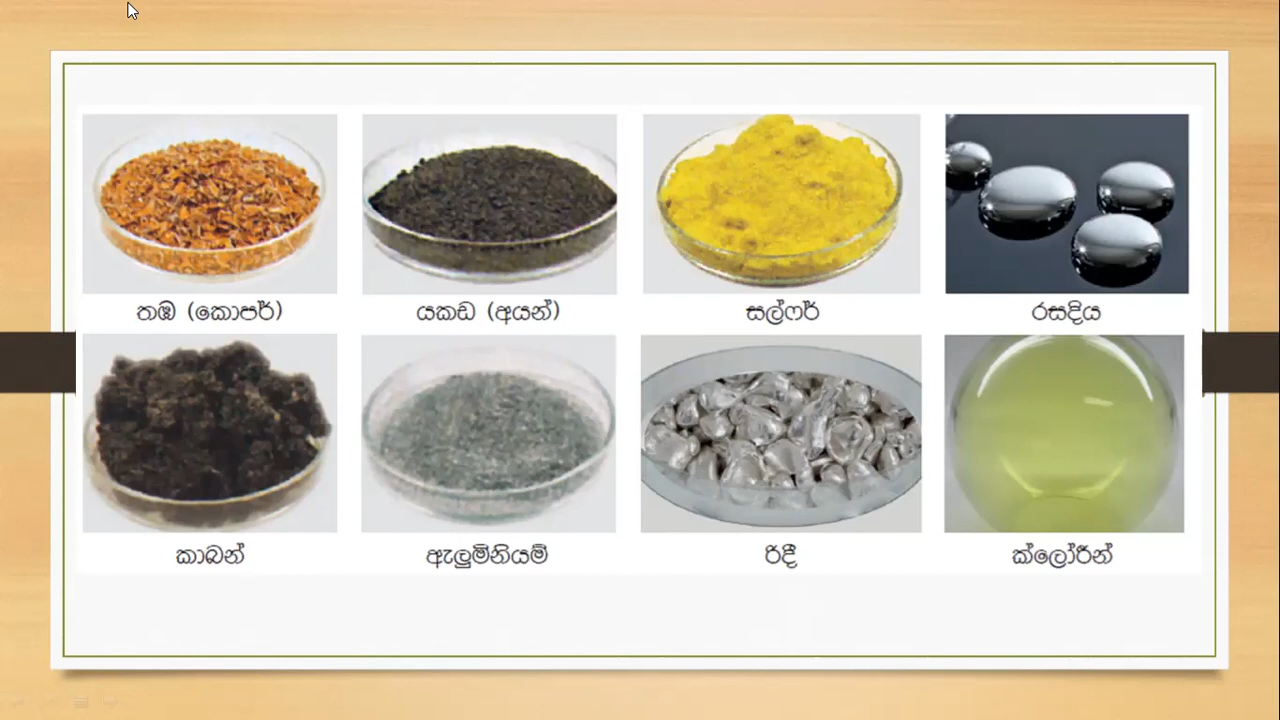 තඹ (කොපර්)
යකඩ (අයන්)
සල්ෆර්
රසදිය
කාබන්
ඇලුමිනියම්
රිදී
ක්ලෝරීන්